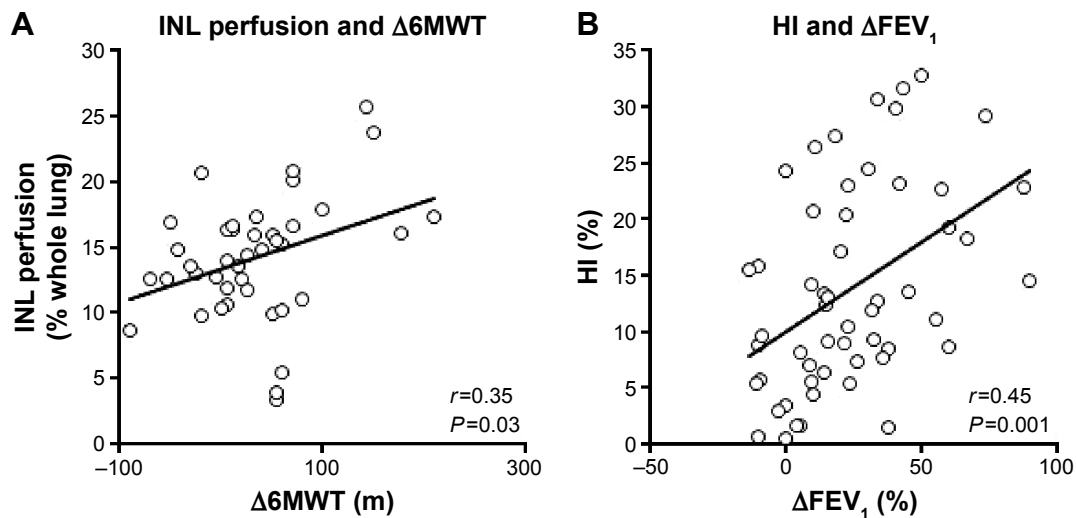 A
INL perfusion and Δ6MWT
INL perfusion
(% whole lung)
30
25
20
15
10
5
0
r=0.35
P=0.03
–100
100
300
Δ6MWT (m)
B
HI and ΔFEV1
HI (%)
35
30
25
20
15
10
5
0
r=0.45
P=0.001
–50
0
50
100
ΔFEV1 (%)